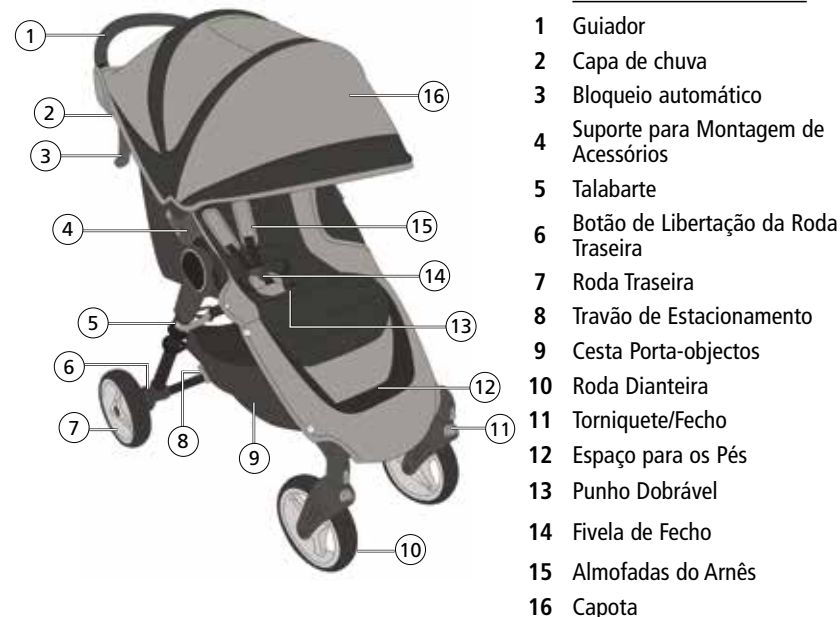 1 Guiador
2 Capa de chuva
3 Bloqueio automático
4 Suporte para Montagem de
Acessórios
5 Talabarte
6 Botão de Libertação da Roda
Traseira
7 Roda Traseira
8 Travão de Estacionamento
9 Cesta Porta-objectos
10 Roda Dianteira
11 Torniquete/Fecho
12 Espaço para os Pés
13 Punho Dobrável
14 Fivela de Fecho
15 Almofadas do Arnês
16 Capota
1
2
3
4
5
6
7
8
9
10
11
12
13
14
15
16